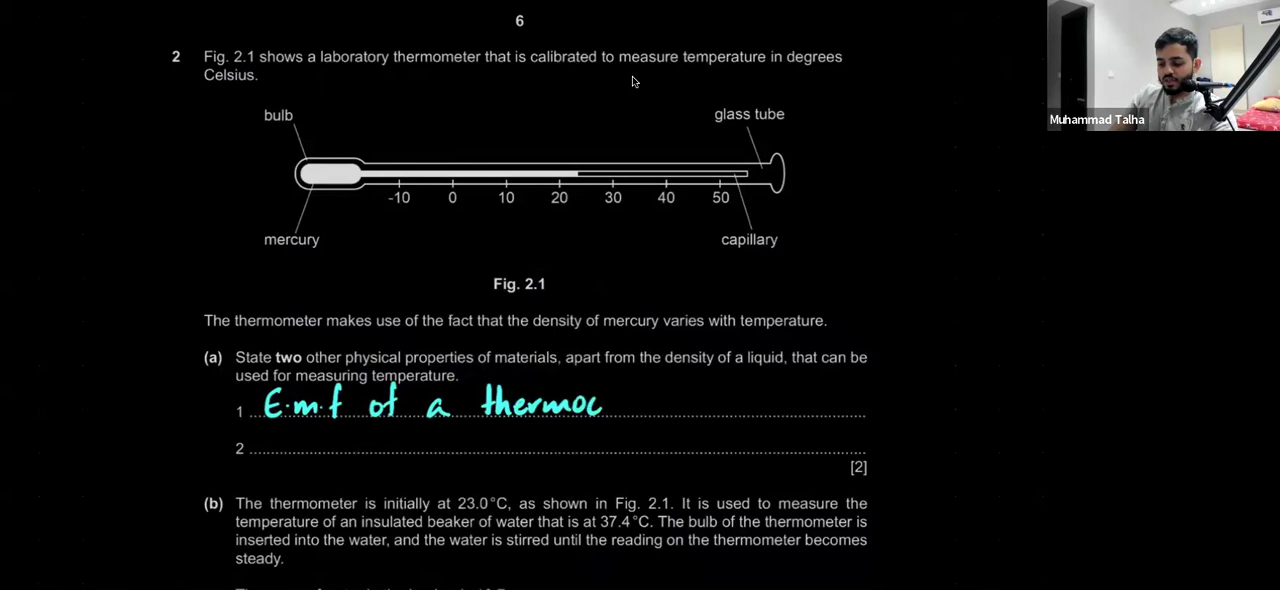 6
Muhammad Talha
2 Fig. 2.1 shows a laboratory thermometer that is calibrated to measure temperature in degrees
Celsius.
bulb
glass tube
-10 0 10 20 30 40 50
mercury
capillary
Fig. 2.1
The thermometer makes use of the fact that the density of mercury varies with temperature.
(a) State two other physical properties of materials, apart from the density of a liquid, that can be
used for measuring temperature.
1 E.m.f of a thermoc
2
[2]
(b) The thermometer is initially at 23.0°C, as shown in Fig. 2.1. It is used to measure the
temperature of an insulated beaker of water that is at 37.4°C. The bulb of the thermometer is
inserted into the water, and the water is stirred until the reading on the thermometer becomes
steady.